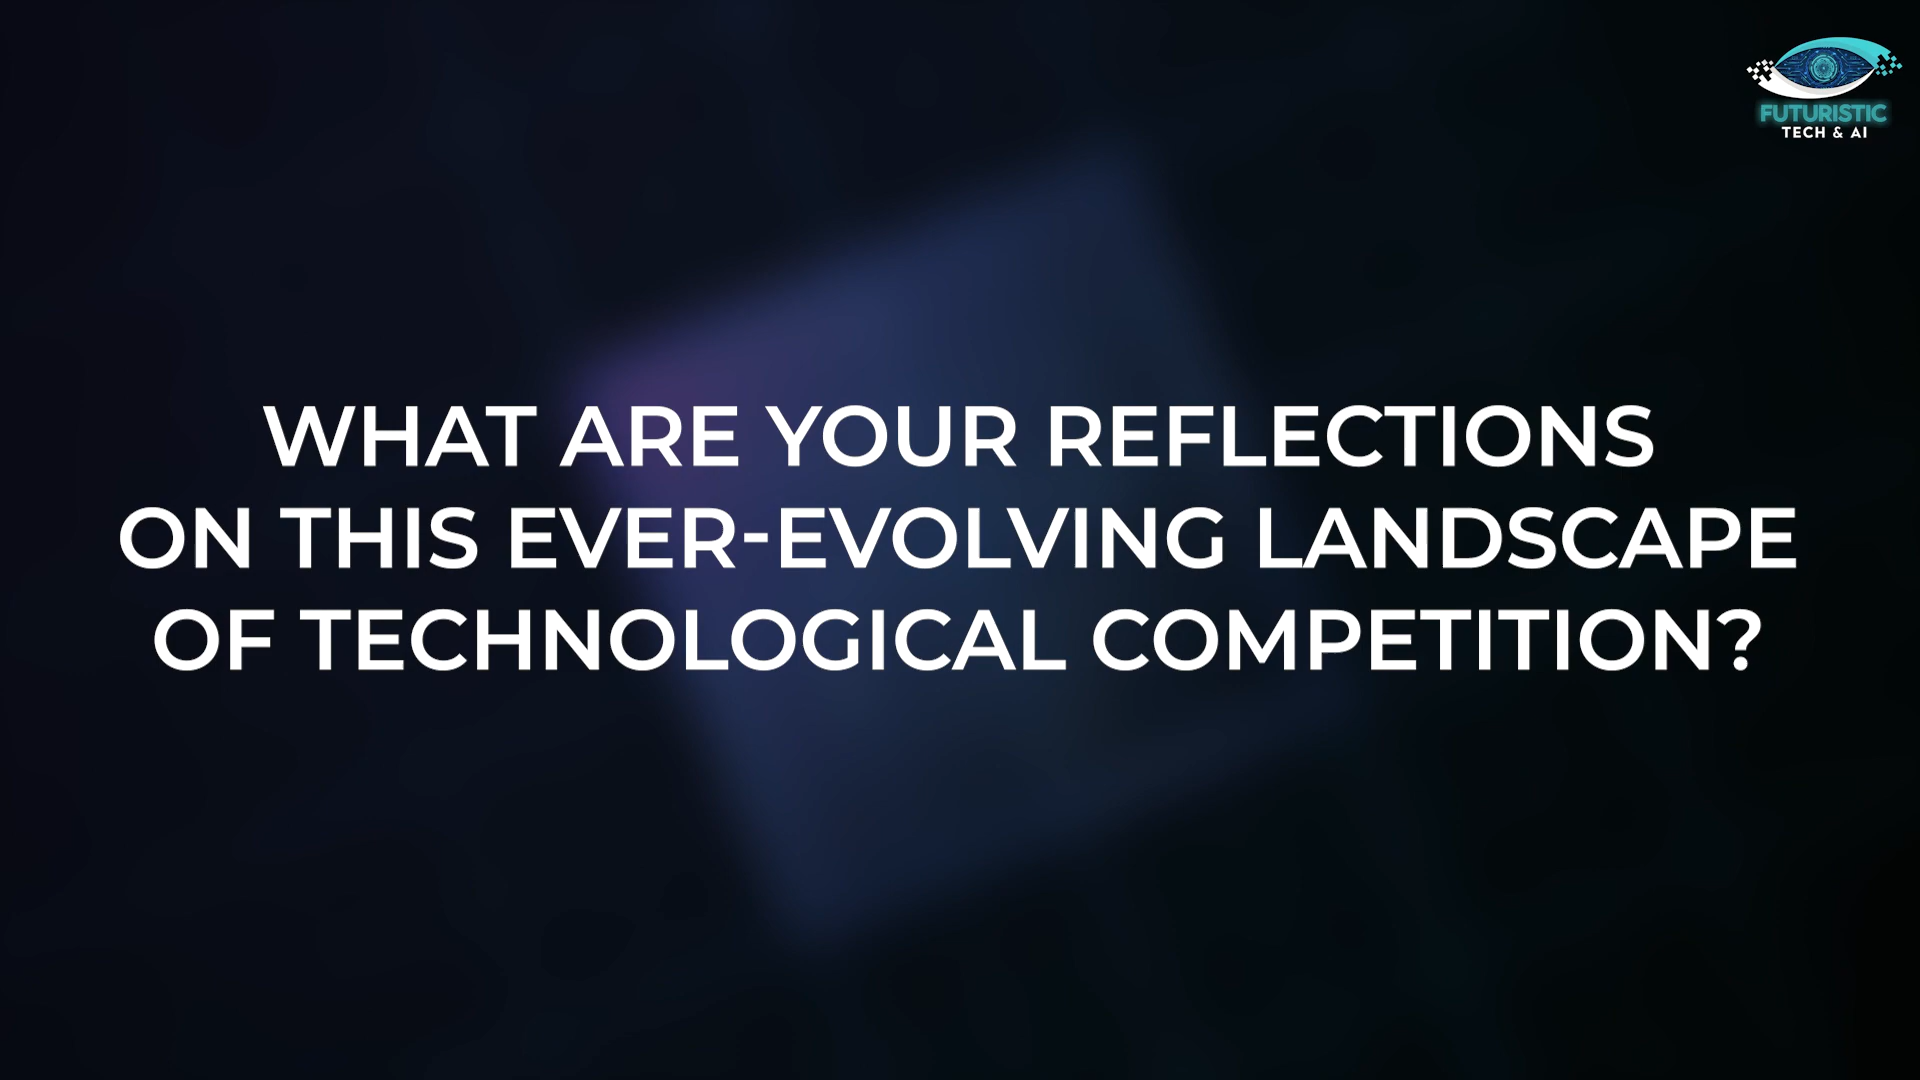 FUTURISTIC
TECH & AI
WHAT ARE YOUR REFLECTIONS
ON THIS EVER-EVOLVING LANDSCAPE
OF TECHNOLOGICAL COMPETITION?